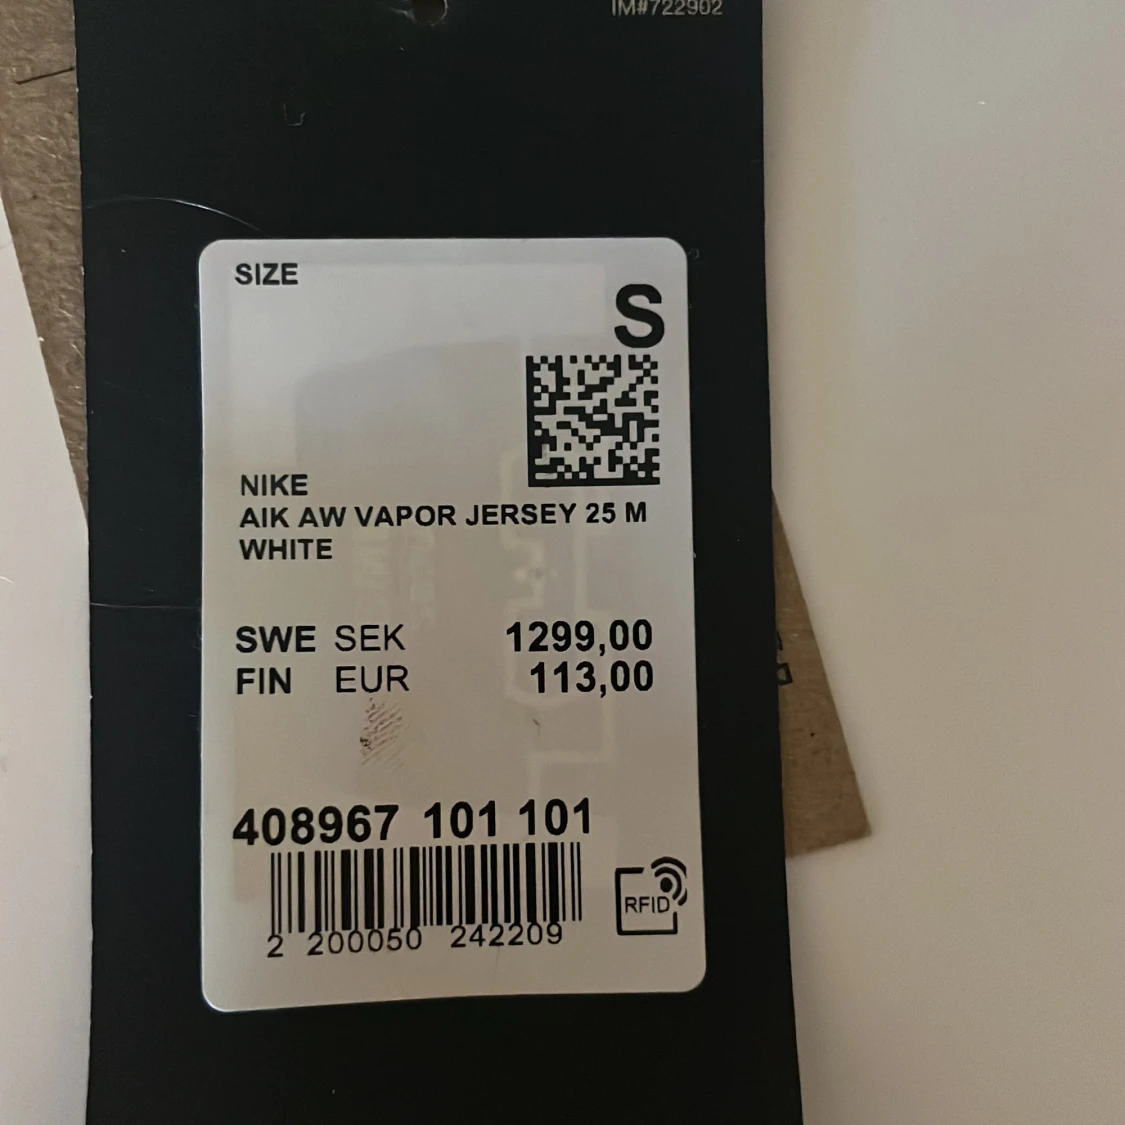 IM#722902
SIZE
S
NIKE
AIK AW VAPOR JERSEY 25 M
WHITE
SWE SEK 1299,00
FIN EUR 113,00
408967 101 101
RFID
2 200050 242209